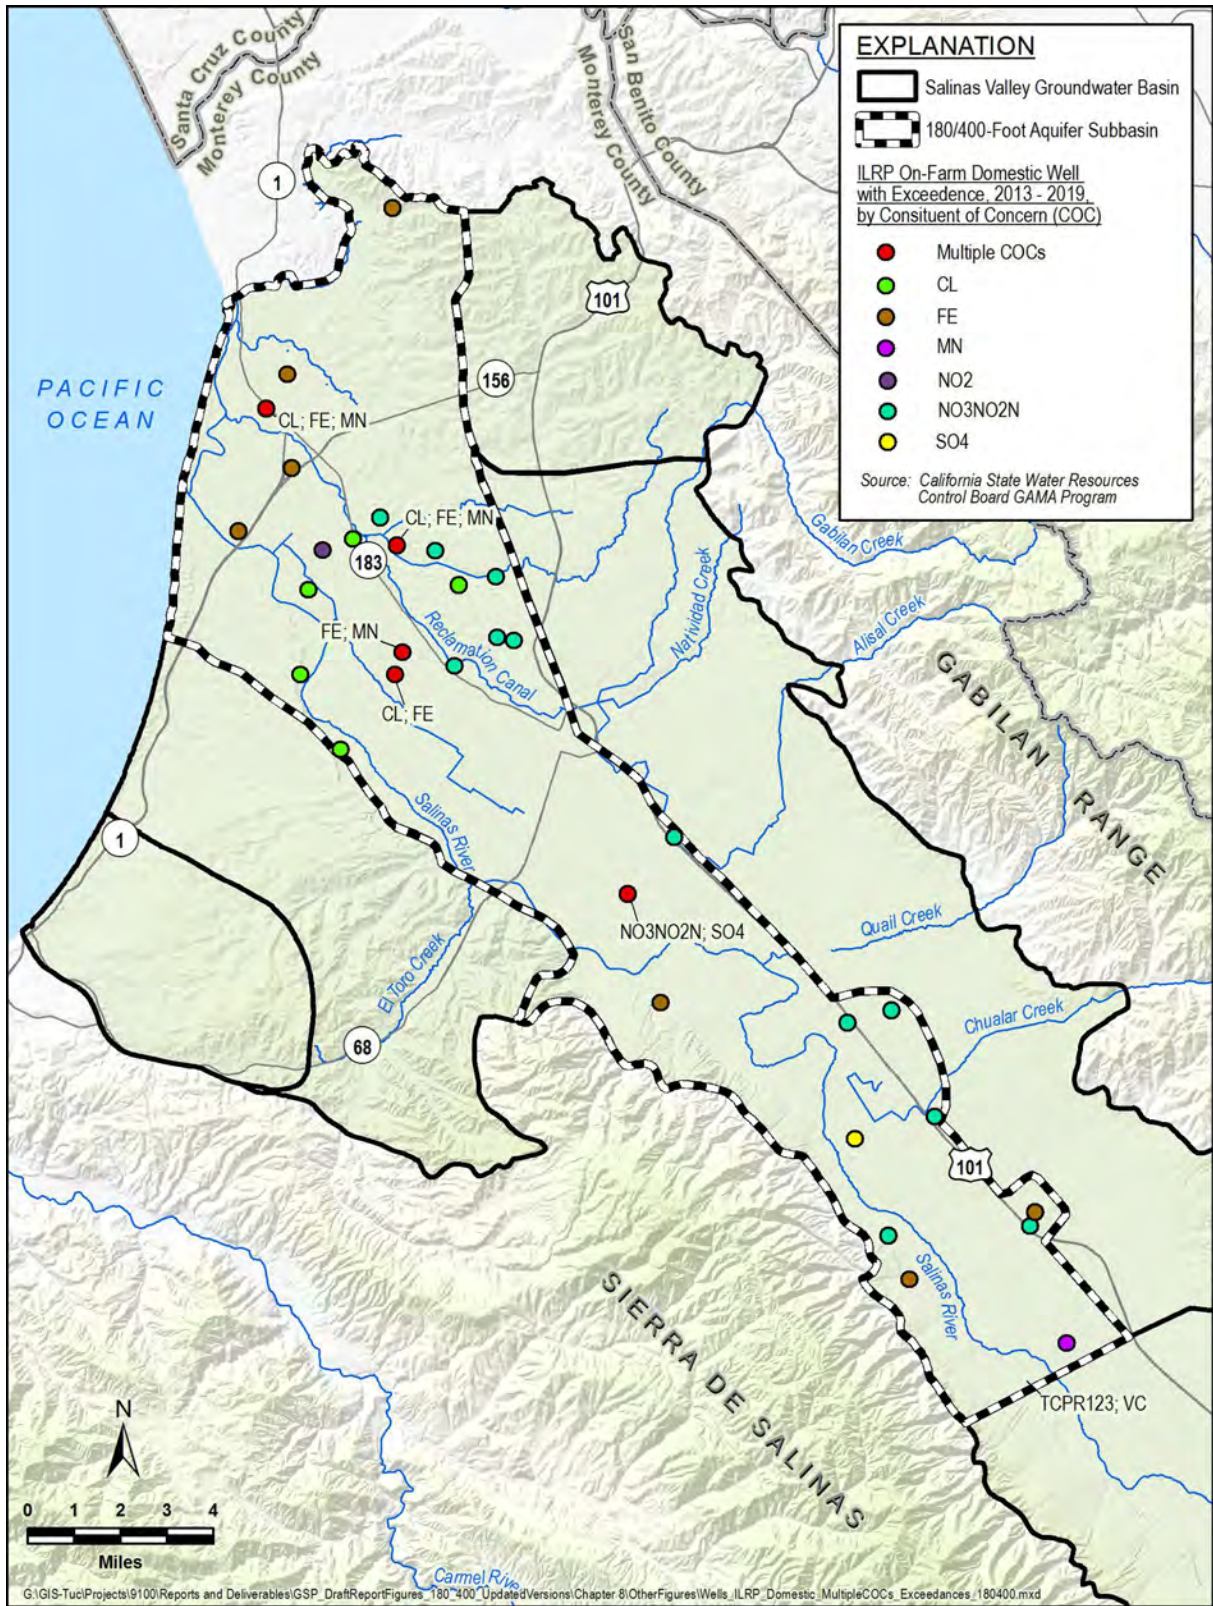 Santa Cruz County
Monterey County
San Benito County
Monterey County
EXPLANATION
Salinas Valley Groundwater Basin
180/400-Foot Aquifer Subbasin
ILRP On-Farm Domestic Well
with Exceedence, 2013 - 2019,
by Consituent of Concern (COC)
Multiple COCs
CL
FE
MN
NO2
NO3NO2N
SO4
Source: California State Water Resources
Control Board GAMA Program
1
101
156
PACIFIC
OCEAN
CL; FE; MN
CL; FE; MN
183
Gabilan Creek
Natividad Creek
Alisal Creek
FE; MN
Reclamation Canal
CL; FE
GABILAN RANGE
Salinas River
1
Quail Creek
NO3NO2N; SO4
El Toro Creek
Chualar Creek
68
101
Salinas River
SIERRA DE SALINAS
TCPR123; VC
N
0 1 2 3 4
Miles
Carmel River
G:\GIS-Tuc\Projects\9100\Reports and Deliverables\GSP_DraftReportFigures_180_400_UpdatedVersions\Chapter 8\OtherFigures\Wells_ILRP_Domestic_MultipleCOCs_Exceedances_180400.mxd